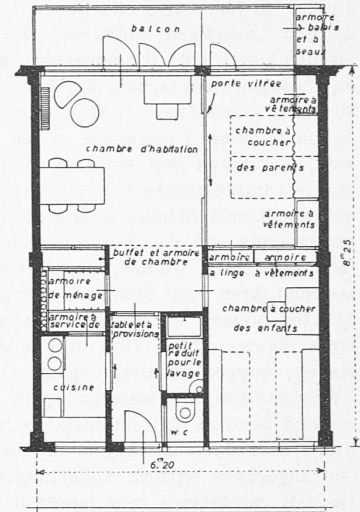 balcon
armoire
à balais
et à
seaux
porte vitrée
armoire à
vêtements
chambre d'habitation
chambre à
coucher
des parents
armoire à
vêtements
buffet et armoire
de chambre
armoire
à linge
armoire
à vêtements
armoire
de ménage
armoire à
service de
table et à
provisions
chambre à coucher
des enfants
petit
réduit
pour le
lavage
cuisine
w.c
8m25
6m,20